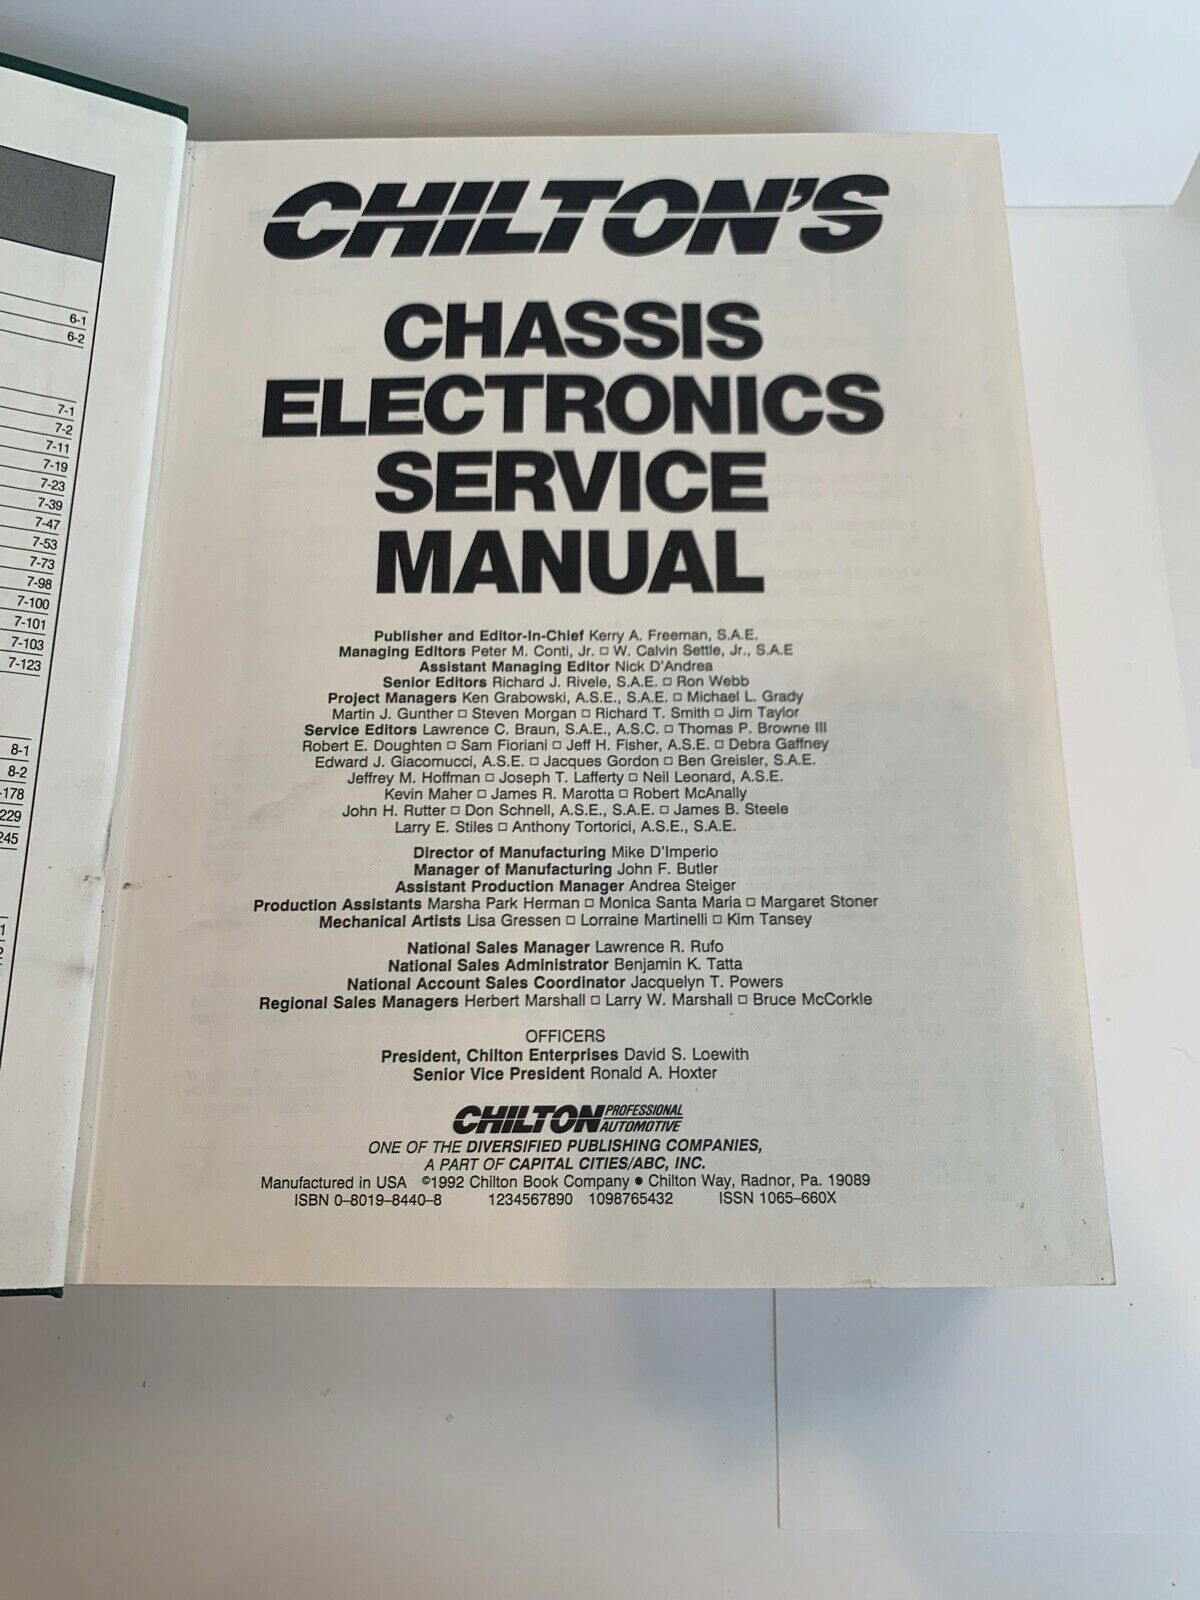 6-1
6-2
7-1
7-2
7-11
7-19
7-23
7-39
7-47
7-53
7-73
7-98
7-100
7-101
7-103
7-123
8-1
8-2
-178
229
245
CHILTON'S
CHASSIS
ELECTRONICS
SERVICE
MANUAL
Publisher and Editor-In-Chief Kerry A. Freeman, S.A.E.
Managing Editors Peter M. Conti, Jr. □ W. Calvin Settle, Jr., S.A.E
Assistant Managing Editor Nick D'Andrea
Senior Editors Richard J. Rivele, S.A.E. □ Ron Webb
Project Managers Ken Grabowski, A.S.E., S.A.E. □ Michael L. Grady
Martin J. Gunther □ Steven Morgan □ Richard T. Smith □ Jim Taylor
Service Editors Lawrence C. Braun, S.A.E., A.S.C. □ Thomas P. Browne III
Robert E. Doughten □ Sam Fiorani □ Jeff H. Fisher, A.S.E. □ Debra Gaffney
Edward J. Giacomucci, A.S.E. □ Jacques Gordon □ Ben Greisler, S.A.E.
Jeffrey M. Hoffman □ Joseph T. Lafferty □ Neil Leonard, A.S.E.
Kevin Maher □ James R. Marotta □ Robert McAnally
John H. Rutter □ Don Schnell, A.S.E., S.A.E. □ James B. Steele
Larry E. Stiles □ Anthony Tortorici, A.S.E., S.A.E.
Director of Manufacturing Mike D'Imperio
Manager of Manufacturing John F. Butler
Assistant Production Manager Andrea Steiger
Production Assistants Marsha Park Herman □ Monica Santa Maria □ Margaret Stoner
Mechanical Artists Lisa Gressen □ Lorraine Martinelli □ Kim Tansey
National Sales Manager Lawrence R. Rufo
National Sales Administrator Benjamin K. Tatta
National Account Sales Coordinator Jacquelyn T. Powers
Regional Sales Managers Herbert Marshall □ Larry W. Marshall □ Bruce McCorkle
OFFICERS
President, Chilton Enterprises David S. Loewith
Senior Vice President Ronald A. Hoxter
CHILTON PROFESSIONAL AUTOMOTIVE
ONE OF THE DIVERSIFIED PUBLISHING COMPANIES,
A PART OF CAPITAL CITIES/ABC, INC.
Manufactured in USA ©1992 Chilton Book Company ● Chilton Way, Radnor, Pa. 19089
ISBN 0-8019-8440-8 1234567890 1098765432 ISSN 1065-660X